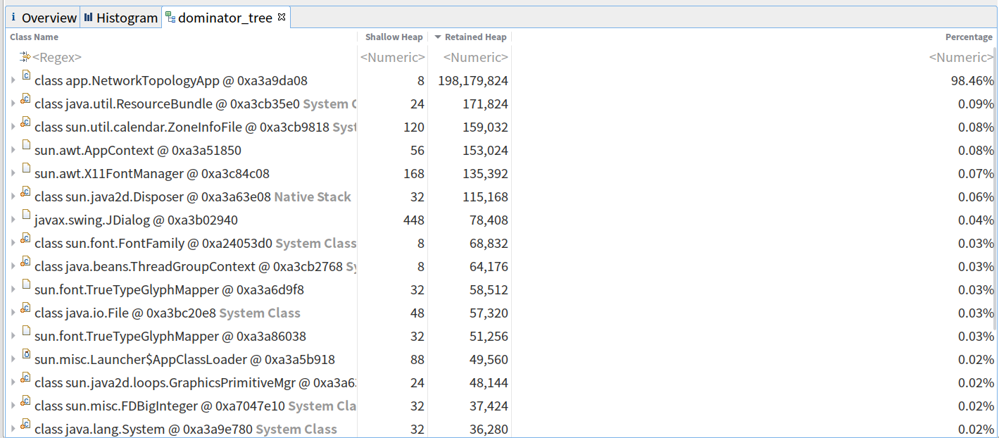 i Overview Histogram dominator_tree
Class Name Shallow Heap Retained Heap Percentage
<Regex> <Numeric> <Numeric> <Numeric>
class app.NetworkTopologyApp @ 0xa3a9da08 8 198,179,824 98.46%
class java.util.ResourceBundle @ 0xa3cb35e0 System C 24 171,824 0.09%
class sun.util.calendar.ZoneInfoFile @ 0xa3cb9818 Syst 120 159,032 0.08%
sun.awt.AppContext @ 0xa3a51850 56 153,024 0.08%
sun.awt.X11FontManager @ 0xa3c84c08 168 135,392 0.07%
class sun.java2d.Disposer @ 0xa3a63e08 Native Stack 32 115,168 0.06%
javax.swing.JDialog @ 0xa3b02940 448 78,408 0.04%
class sun.font.FontFamily @ 0xa24053d0 System Class 8 68,832 0.03%
class java.beans.ThreadGroupContext @ 0xa3cb2768 Sy 8 64,176 0.03%
sun.font.TrueTypeGlyphMapper @ 0xa3a6d9f8 32 58,512 0.03%
class java.io.File @ 0xa3bc20e8 System Class 48 57,320 0.03%
sun.font.TrueTypeGlyphMapper @ 0xa3a86038 32 51,256 0.03%
sun.misc.Launcher$AppClassLoader @ 0xa3a5b918 88 49,560 0.02%
class sun.java2d.loops.GraphicsPrimitiveMgr @ 0xa3a63 24 48,144 0.02%
class sun.misc.FDBigInteger @ 0xa7047e10 System Cla 32 37,424 0.02%
class java.lang.System @ 0xa3a9e780 System Class 32 36,280 0.02%